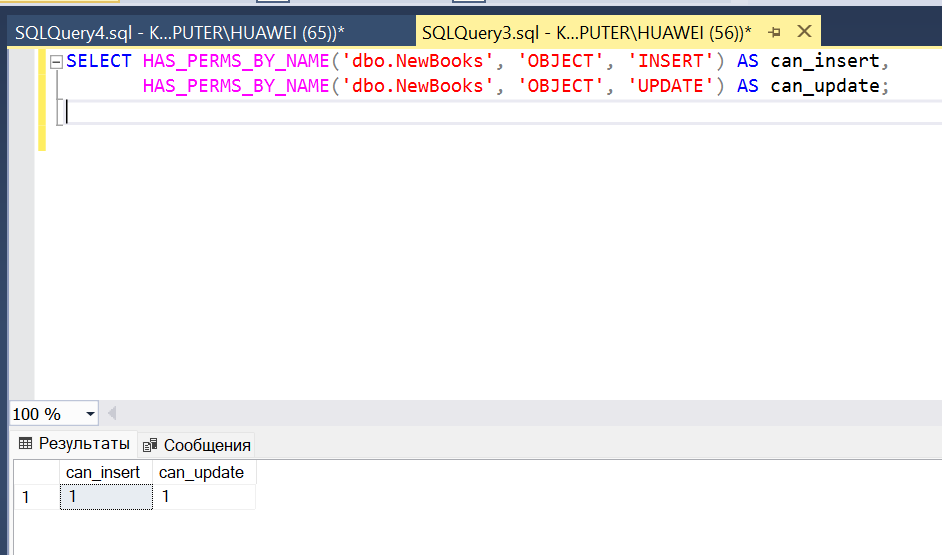 SQLQuery4.sql - K...PUTER\HUAWEI (65))*
SQLQuery3.sql - K...PUTER\HUAWEI (56))*
SELECT HAS_PERMS_BY_NAME('dbo.NewBooks', 'OBJECT', 'INSERT') AS can_insert,
HAS_PERMS_BY_NAME('dbo.NewBooks', 'OBJECT', 'UPDATE') AS can_update;
100 %
Результаты
Сообщения
can_insert can_update
1 1 1